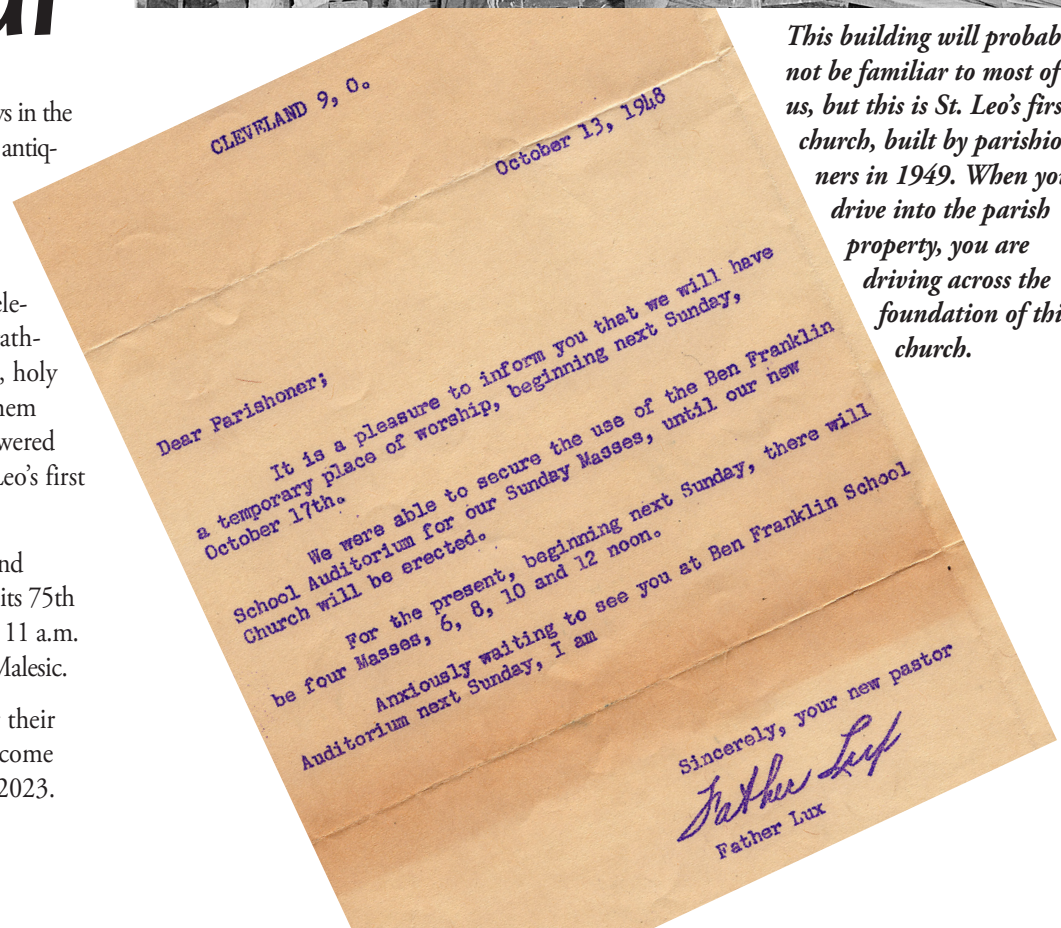 ys in the
antiq-
ele-
ath-
, holy
hem
wered
Leo's first
nd
its 75th
11 a.m.
Malesic.
their
come
2023.
CLEVELAND 9, O.
October 13, 1948
Dear Parishoner;
It is a pleasure to inform you that we will have
a temporary place of worship, beginning next Sunday,
October 17th.
We were able to secure the use of the Ben Franklin
School Auditorium for our Sunday Masses, until our new
Church will be erected.
For the present, beginning next Sunday, there will
be four Masses, 6, 8, 10 and 12 noon.
Anxiously waiting to see you at Ben Franklin School
Auditorium next Sunday, I am
Sincerely, your new pastor
Father Lux
Father Lux
This building will probab
not be familiar to most of
us, but this is St. Leo's firs
church, built by parishio
ners in 1949. When you
drive into the parish
property, you are
driving across the
foundation of thi
church.